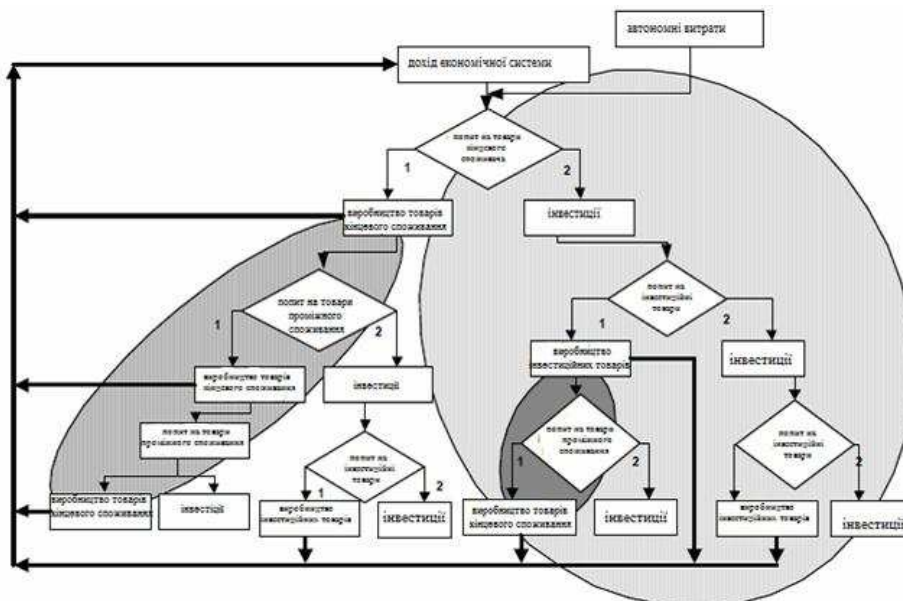 автономні витрати
дохід економічної системи
попит на товари
кінцевого
споживача
1
2
виробництво товарів
кінцевого споживання
інвестиції
попит на товари
проміжного
споживання
1
2
попит на
інвестиційні
товари
1
2
виробництво
інвестиційних товарів
інвестиції
виробництво товарів
кінцевого споживання
інвестиції
попит на товари
проміжного споживання
попит на
інвестиційні
товари
1
2
попит на товари
проміжного
споживання
1
2
попит на
інвестиційні
товари
1
2
виробництво товарів
кінцевого споживання
інвестиції
виробництво
інвестиційних товарів
інвестиції
виробництво товарів
кінцевого споживання
інвестиції
виробництво
інвестиційних товарів
інвестиції